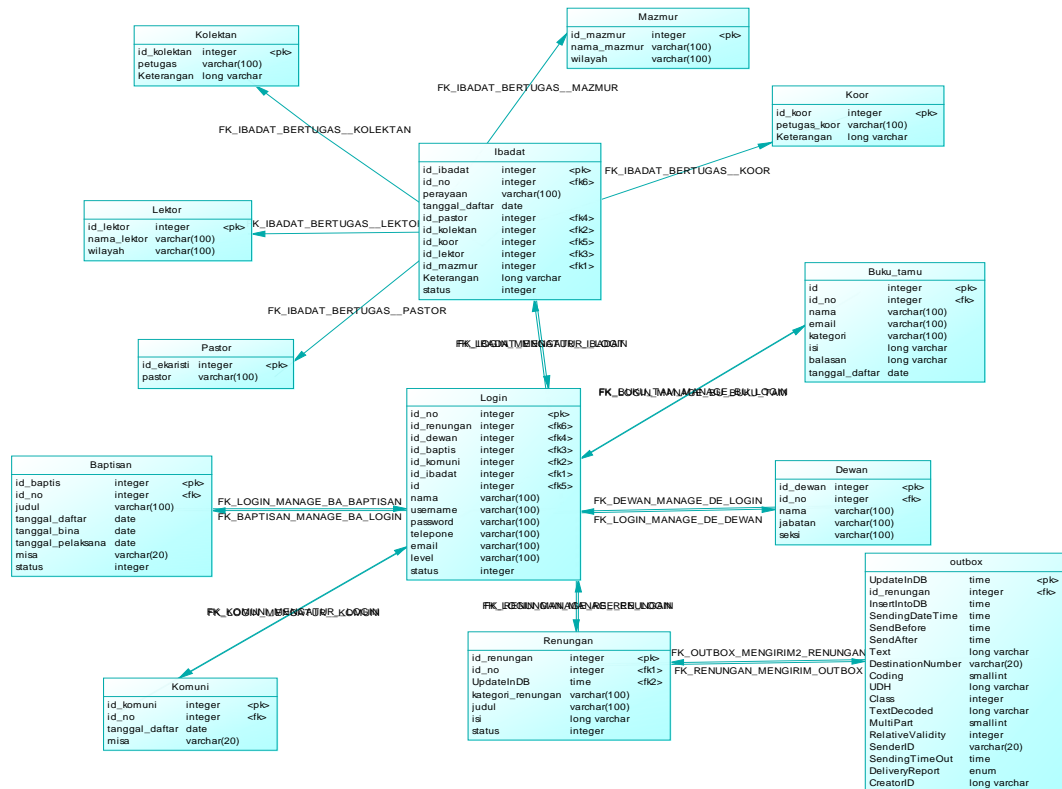 Mazmur
id_mazmur integer <pk>
nama_mazmur varchar(100)
wilayah varchar(100)
Kolektan
id_kolektan integer <pk>
petugas varchar(100)
Keterangan long varchar
FK_IBADAT_BERTUGAS__MAZMUR
Koor
id_koor integer <pk>
petugas_koor varchar(100)
Keterangan long varchar
FK_IBADAT_BERTUGAS__KOLEKTAN
Ibadat
id_ibadat integer <pk>
id_no integer <fk6>
perayaan varchar(100)
tanggal_daftar date
id_pastor integer <fk4>
id_kolektan integer <fk2>
id_koor integer <fk5>
id_lektor integer <fk3>
id_mazmur integer <fk1>
Keterangan long varchar
status integer
FK_IBADAT_BERTUGAS__KOOR
Lektor
id_lektor integer <pk>
nama_lektor varchar(100)
wilayah varchar(100)
K_IBADAT_BERTUGAS__LEKTOR
Buku_tamu
id integer <pk>
id_no integer <fk>
nama varchar(100)
email varchar(100)
kategori varchar(100)
isi long varchar
balasan long varchar
tanggal_daftar date
FK_IBADAT_BERTUGAS__PASTOR
Pastor
id_ekaristi integer <pk>
pastor varchar(100)
Login
id_no integer <pk>
id_renungan integer <fk6>
id_dewan integer <fk4>
id_baptis integer <fk3>
id_komuni integer <fk2>
id_ibadat integer <fk1>
id integer <fk5>
nama varchar(100)
username varchar(100)
password varchar(100)
telepone varchar(100)
email varchar(100)
level varchar(100)
status integer
Baptisan
id_baptis integer <pk>
id_no integer <fk>
judul varchar(100)
tanggal_daftar date
tanggal_bina date
tanggal_pelaksana date
misa varchar(20)
status integer
FK_LOGIN_MANAGE_BA_BAPTISAN
FK_BAPTISAN_MANAGE_BA_LOGIN
Dewan
id_dewan integer <pk>
id_no integer <fk>
nama varchar(100)
jabatan varchar(100)
seksi varchar(100)
FK_DEWAN_MANAGE_DE_LOGIN
FK_LOGIN_MANAGE_DE_DEWAN
outbox
UpdateInDB time <pk>
id_renungan integer <fk>
InsertIntoDB time
SendingDateTime time
SendBefore time
SendAfter time
Text long varchar
DestinationNumber varchar(20)
Coding smallint
UDH long varchar
Class integer
TextDecoded long varchar
MultiPart smallint
RelativeValidity integer
SenderID varchar(20)
SendingTimeOut time
DeliveryReport enum
CreatorID long varchar
Renungan
id_renungan integer <pk>
id_no integer <fk1>
UpdateInDB time <fk2>
kategori_renungan varchar(100)
judul varchar(100)
isi long varchar
status integer
FK_OUTBOX_MENGIRIM2_RENUNGAN
FK_RENUNGAN_MENGIRIM_OUTBOX
Komuni
id_komuni integer <pk>
id_no integer <fk>
tanggal_daftar date
misa varchar(20)